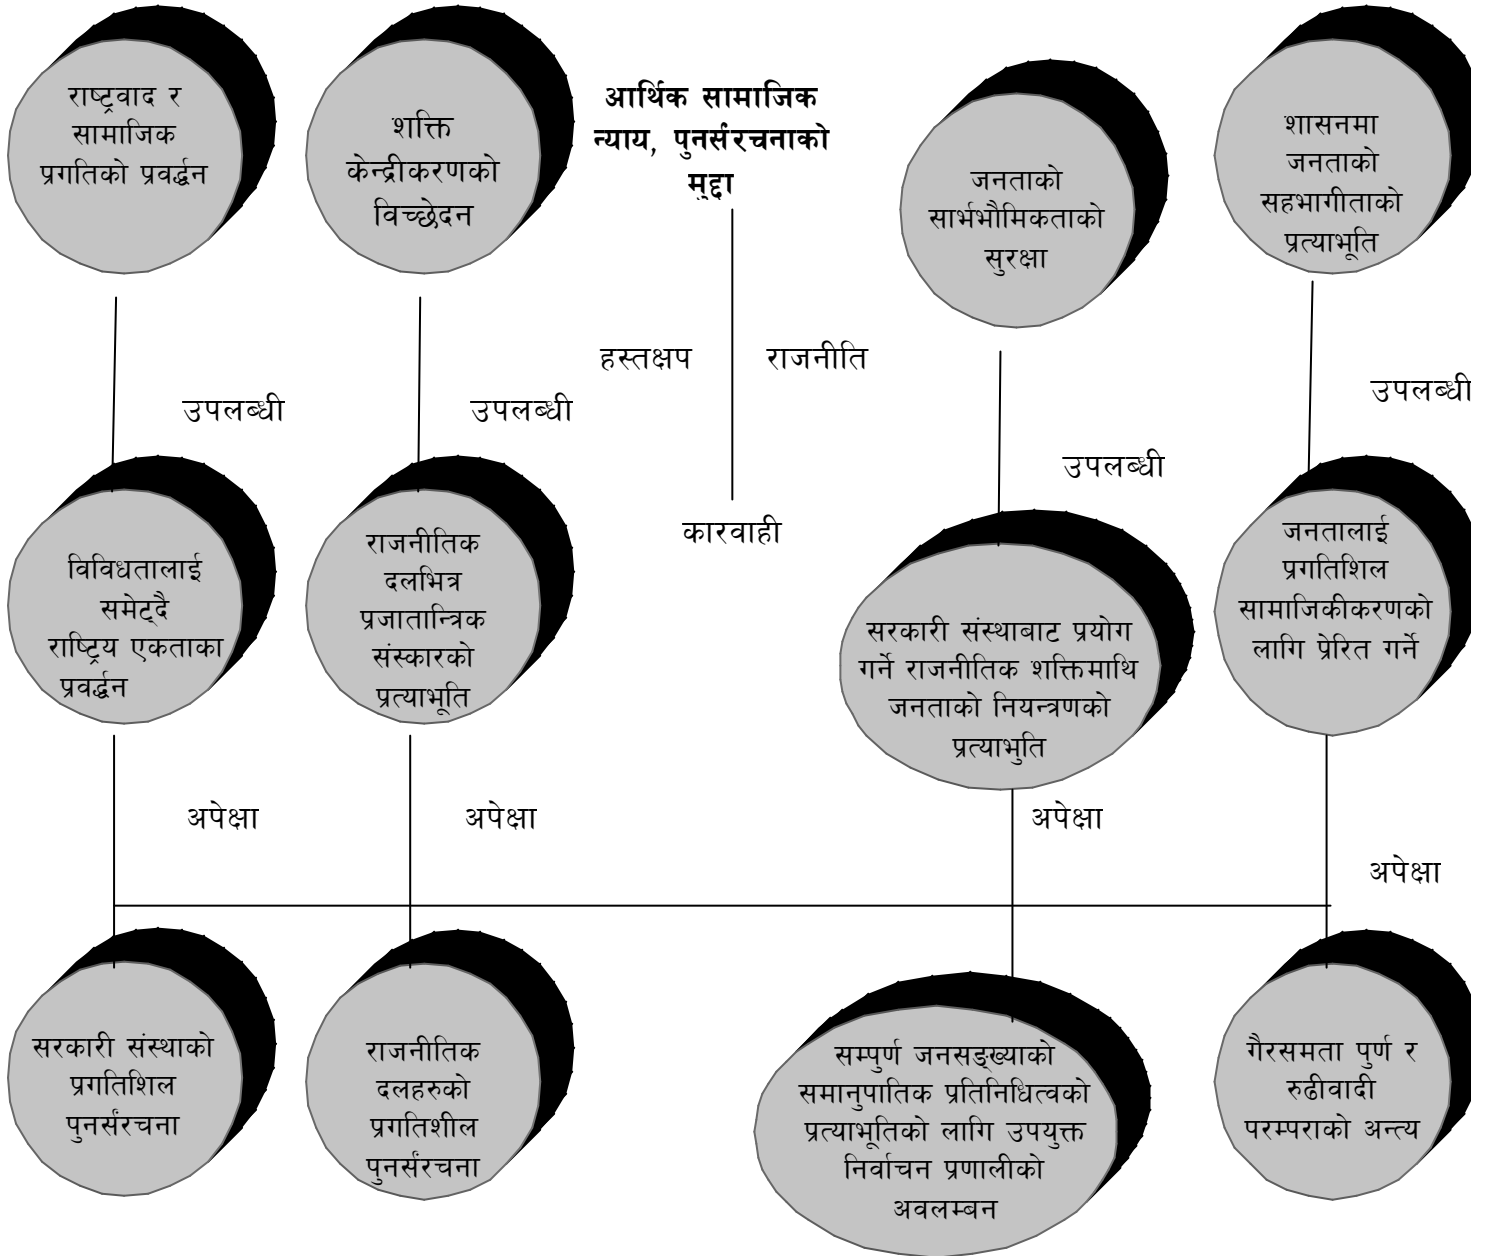 राष्ट्रवाद र
सामाजिक
प्रगतिको प्रवर्द्धन
शक्ति
केन्द्रीकरणको
विच्छेदन
आर्थिक सामाजिक
न्याय, पुनर्संरचनाको
मुद्दा
जनताको
सार्भभौमिकताको
सुरक्षा
शासनमा
जनताको
सहभागीताको
प्रत्याभूति
हस्तक्षप
राजनीति
उपलब्धी
उपलब्धी
उपलब्धी
उपलब्धी
कारवाही
विविधतालाई
समेट्दै
राष्ट्रिय एकताका
प्रवर्द्धन
राजनीतिक
दलभित्र
प्रजातान्त्रिक
संस्कारको
प्रत्याभूति
सरकारी संस्थाबाट प्रयोग
गर्ने राजनीतिक शक्तिमाथि
जनताको नियन्त्रणको
प्रत्याभुति
जनतालाई
प्रगतिशिल
सामाजिकीकरणको
लागि प्रेरित गर्ने
अपेक्षा
अपेक्षा
अपेक्षा
अपेक्षा
सरकारी संस्थाको
प्रगतिशिल
पुनर्संरचना
राजनीतिक
दलहरुको
प्रगतिशील
पुनर्संरचना
सम्पुर्ण जनसङ्ख्याको
समानुपातिक प्रतिनिधित्वको
प्रत्याभूतिको लागि उपयुक्त
निर्वाचन प्रणालीको
अवलम्बन
गैरसमता पुर्ण र
रुढीवादी
परम्पराको अन्त्य